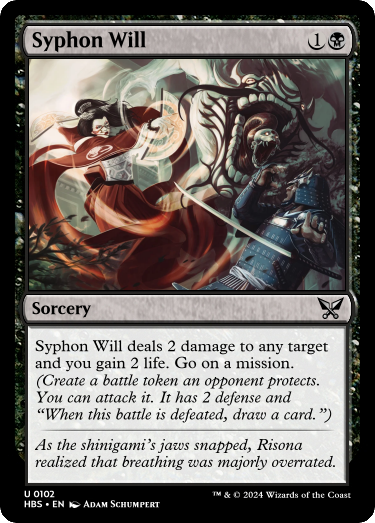 Syphon Will 1
Sorcery
Syphon Will deals 2 damage to any target
and you gain 2 life. Go on a mission.
(Create a battle token an opponent protects.
You can attack it. It has 2 defense and
“When this battle is defeated, draw a card.”)
As the shinigami’s jaws snapped, Risona
realized that breathing was majorly overrated.
U 0102
HBS • EN Adam Schumpert
™ & © 2024 Wizards of the Coast